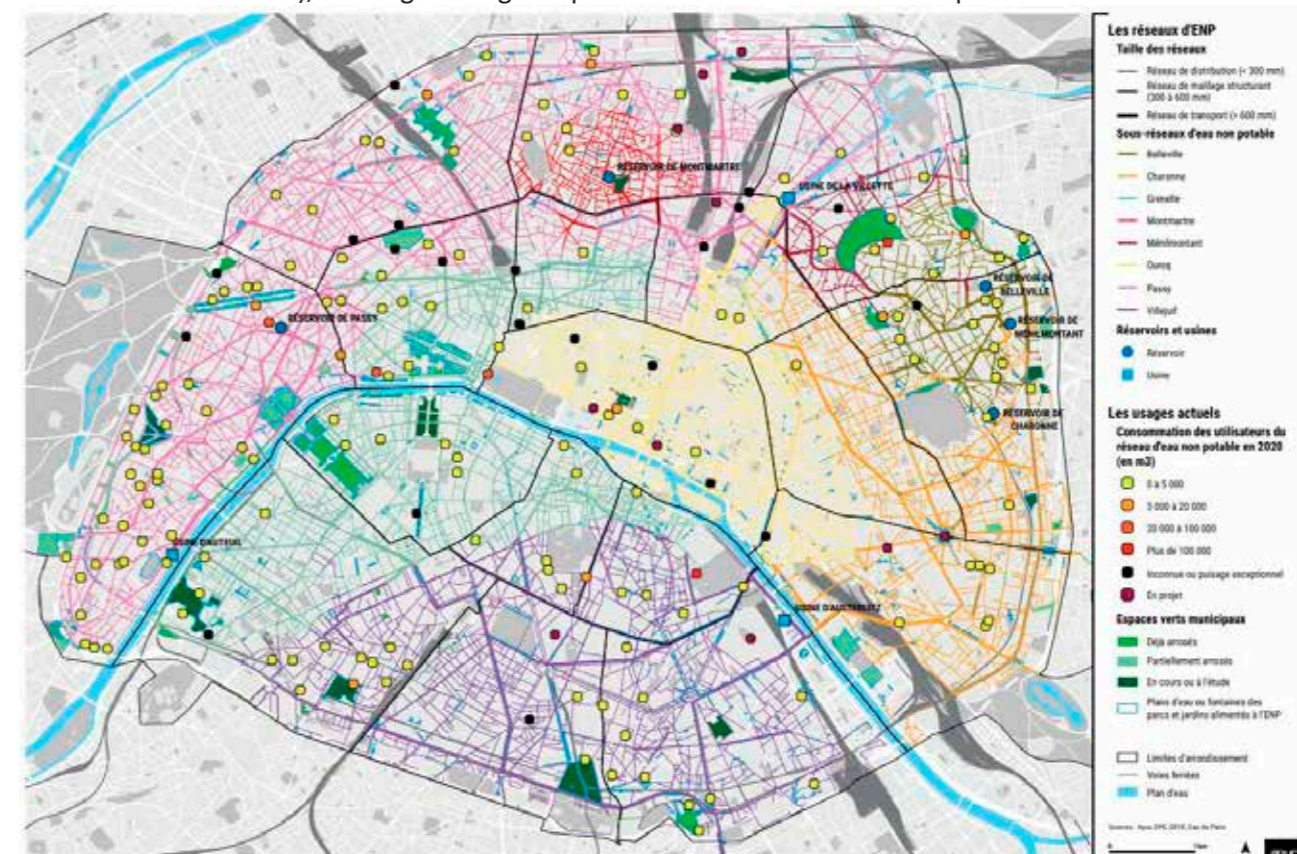 RÉSERVOIR DE MONTMARTRE
USINE DE LA VILLETTE
RÉSERVOIR DE
BELLEVILLE
RÉSERVOIR DE PASSY
RÉSERVOIR DE
MÉNILMONTANT
RÉSERVOIR DE
CHARONNE
USINE D'AUTEUIL
USINE D'AUSTERLITZ
Les réseaux d'ENP
Taille des réseaux
Réseau de distribution (< 300 mm)
Réseau de maillage structurant
(300 à 600 mm)
Réseau de transport (> 600 mm)
Sous-réseaux d'eau non potable
Belleville
Charonne
Grenelle
Montmartre
Ménilmontant
Ourcq
Passy
Villejuif
Réservoirs et usines
Réservoir
Usine
Les usages actuels
Consommation des utilisateurs du
réseau d'eau non potable en 2020
(en m3)
0 à 5 000
5 000 à 20 000
20 000 à 100 000
Plus de 100 000
Inconnue ou puisage exceptionnel
En projet
Espaces verts municipaux
Déjà arrosés
Partiellement arrosés
En cours ou à l'étude
Plans d'eau ou fontaines des
parcs et jardins alimentés à l'ENP
Limites d'arrondissement
Voies ferrées
Plan d'eau